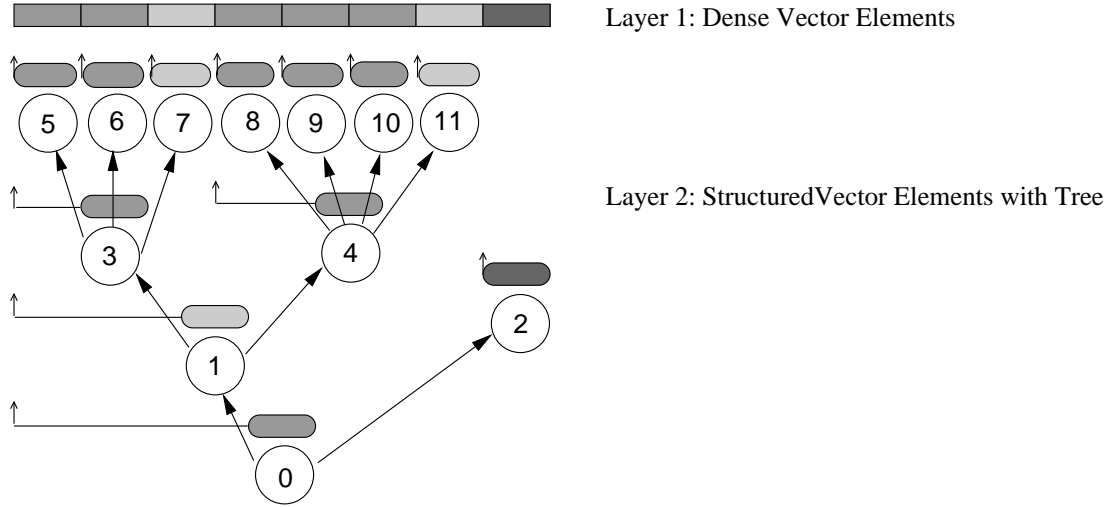 Layer 1: Dense Vector Elements
5 6 7 8 9 10 11
Layer 2: StructuredVector Elements with Tree
3 4
2
1
0